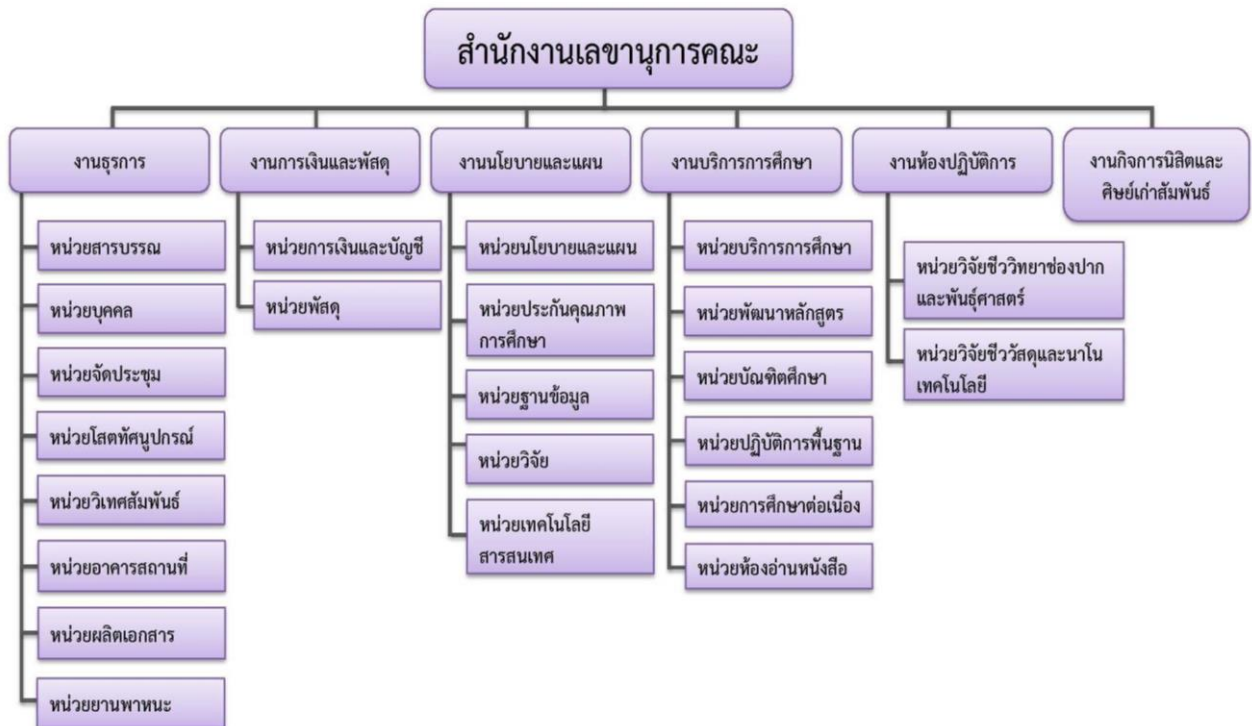 สำนักงานเลขานุการคณะ
งานธุรการ
หน่วยสารบรรณ
หน่วยบุคคล
หน่วยจัดประชุม
หน่วยโสตทัศนูปกรณ์
หน่วยวิเทศสัมพันธ์
หน่วยอาคารสถานที่
หน่วยผลิตเอกสาร
หน่วยยานพาหนะ
งานการเงินและพัสดุ
หน่วยการเงินและบัญชี
หน่วยพัสดุ
งานนโยบายและแผน
หน่วยนโยบายและแผน
หน่วยประกันคุณภาพ
การศึกษา
หน่วยฐานข้อมูล
หน่วยวิจัย
หน่วยเทคโนโลยี
สารสนเทศ
งานบริการการศึกษา
หน่วยบริการการศึกษา
หน่วยพัฒนาหลักสูตร
หน่วยบัณฑิตศึกษา
หน่วยปฏิบัติการพื้นฐาน
หน่วยการศึกษาต่อเนื่อง
หน่วยห้องอ่านหนังสือ
งานห้องปฏิบัติการ
หน่วยวิจัยชีววิทยาช่องปาก
และพันธุ์ศาสตร์
หน่วยวิจัยชีววัสดุและนาโน
เทคโนโลยี
งานกิจการนิสิตและ
ศิษย์เก่าสัมพันธ์